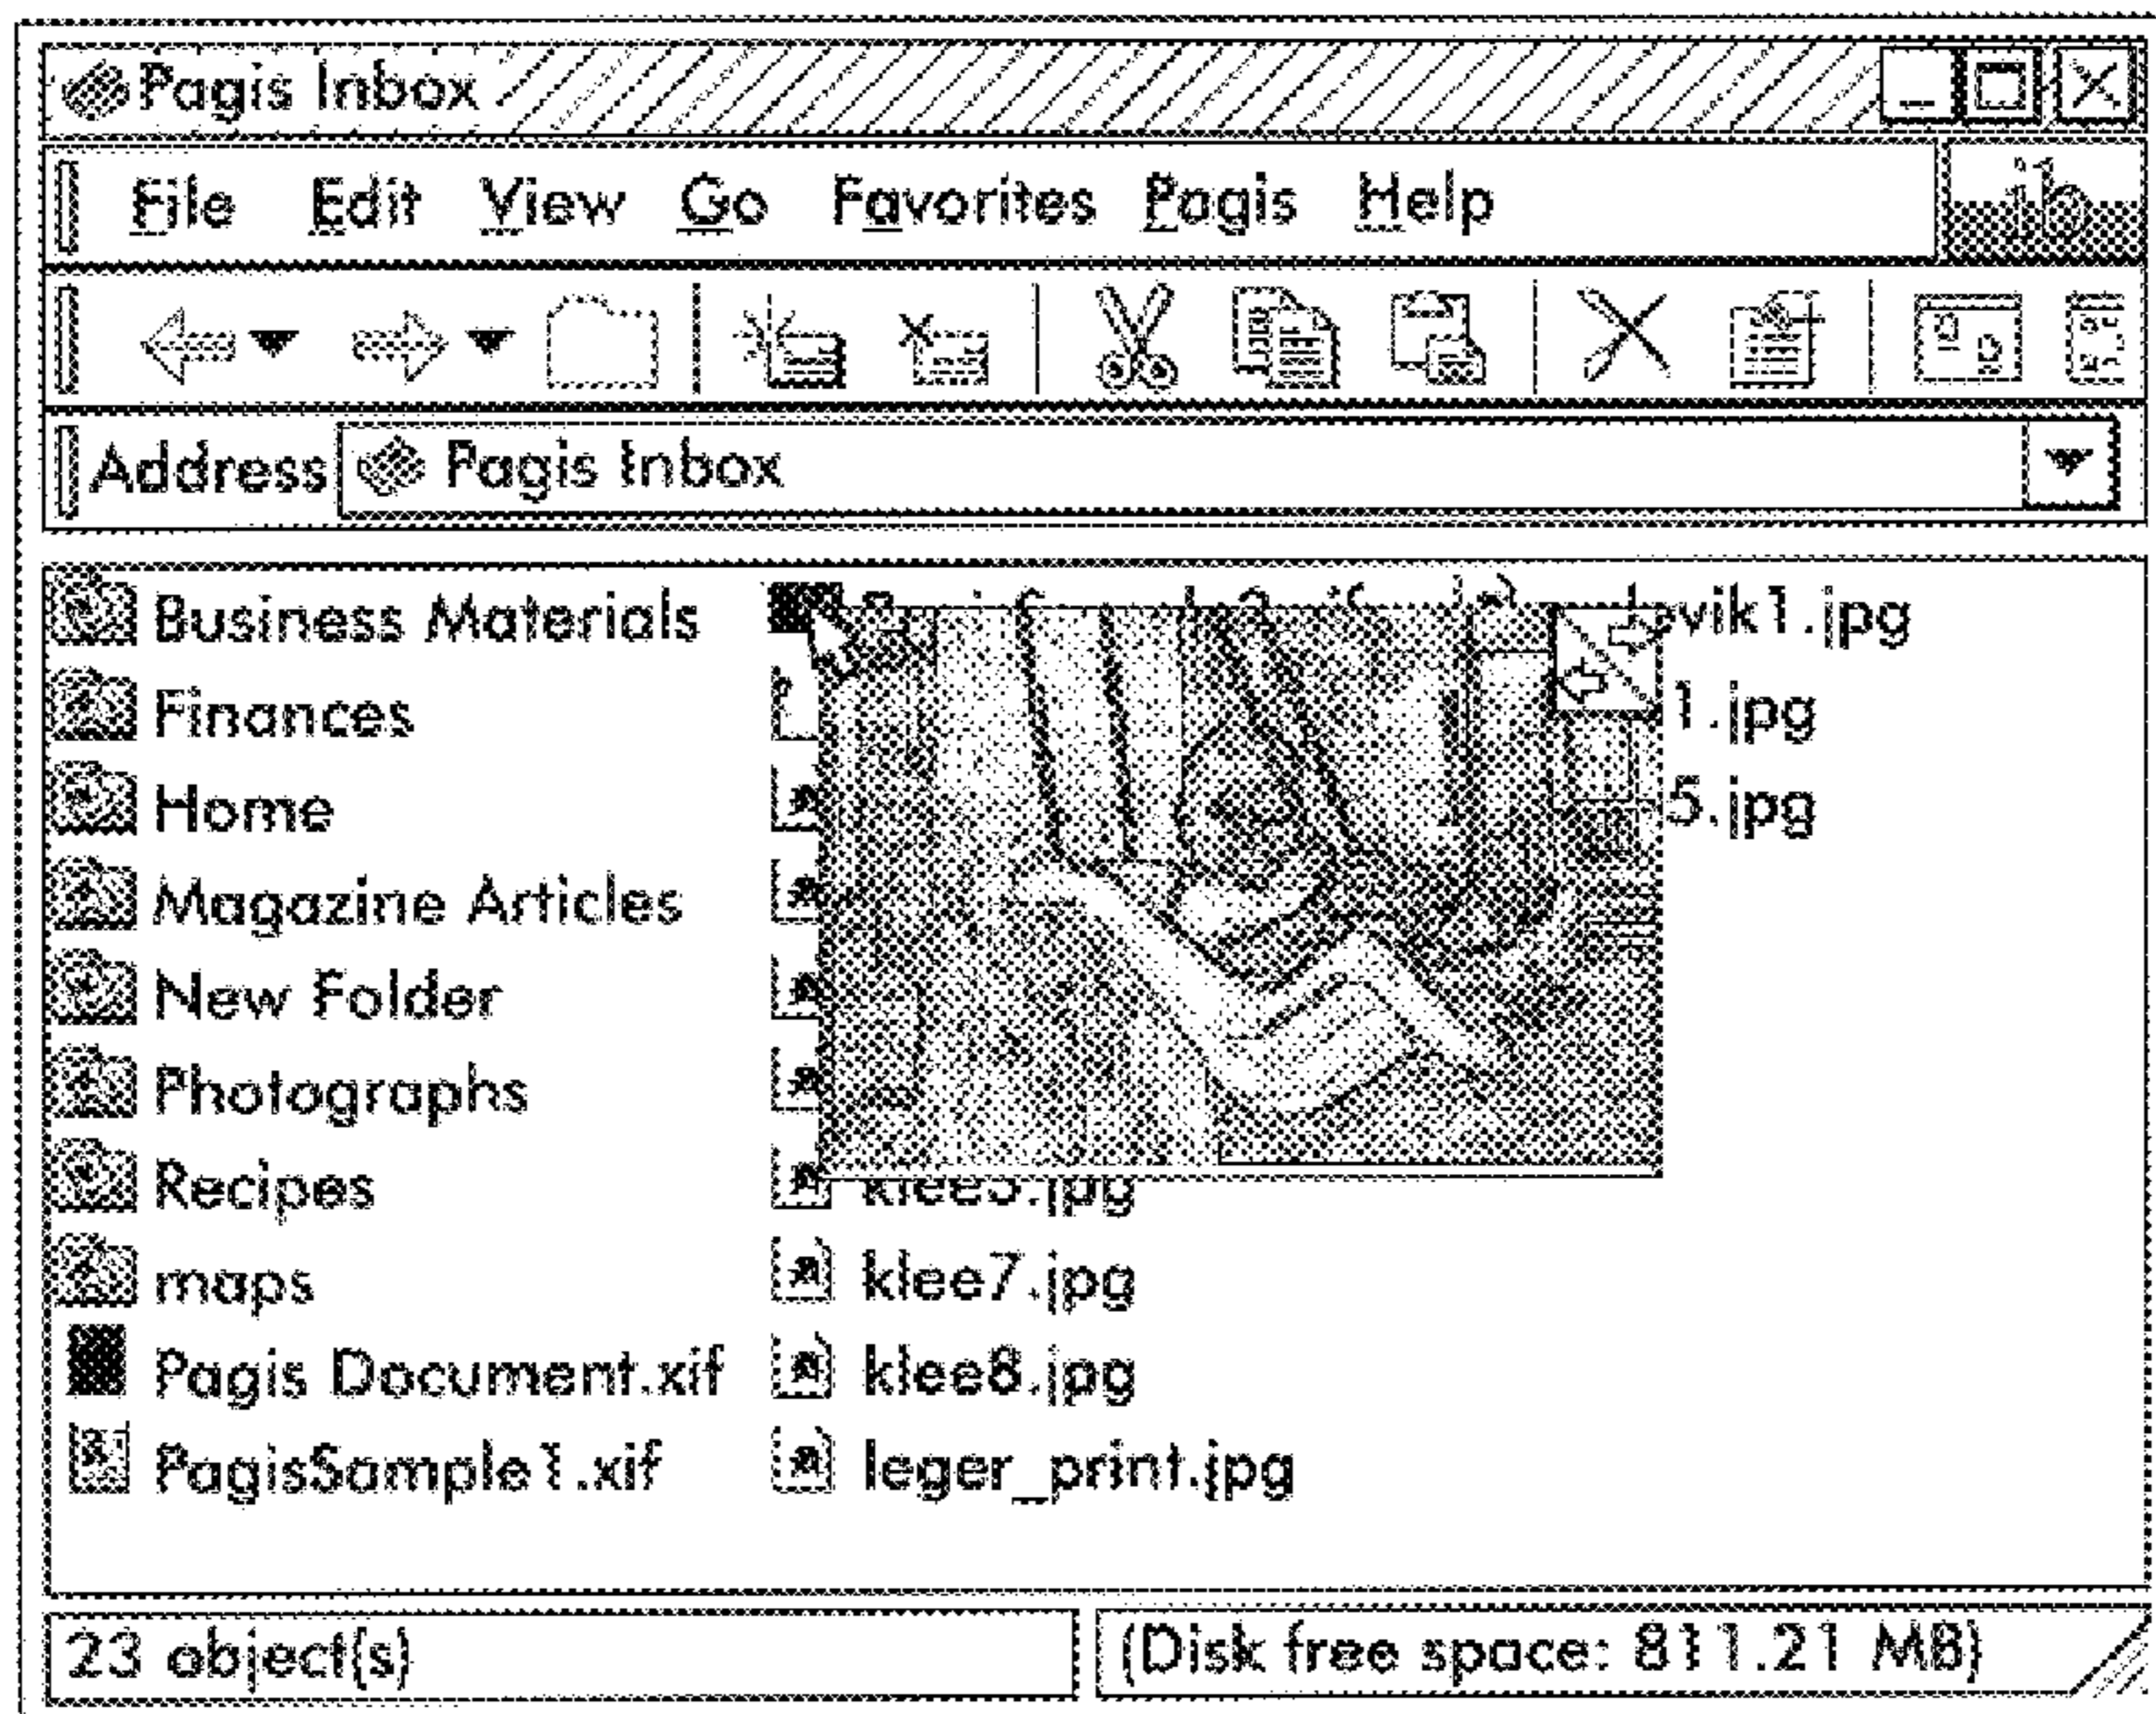 Pagis Inbox
File Edit View Go Favorites Pagis Help
Address Pagis Inbox
Business Materials
Finances
Home
Magazine Articles
New Folder
Photographs
Recipes
maps
Pagis Document.xif
PagisSample1.xif
klee7.jpg
klee8.jpg
leger_print.jpg
vik1.jpg
1.jpg
5.jpg
23 object(s)
(Disk free space: 811.21 MB)